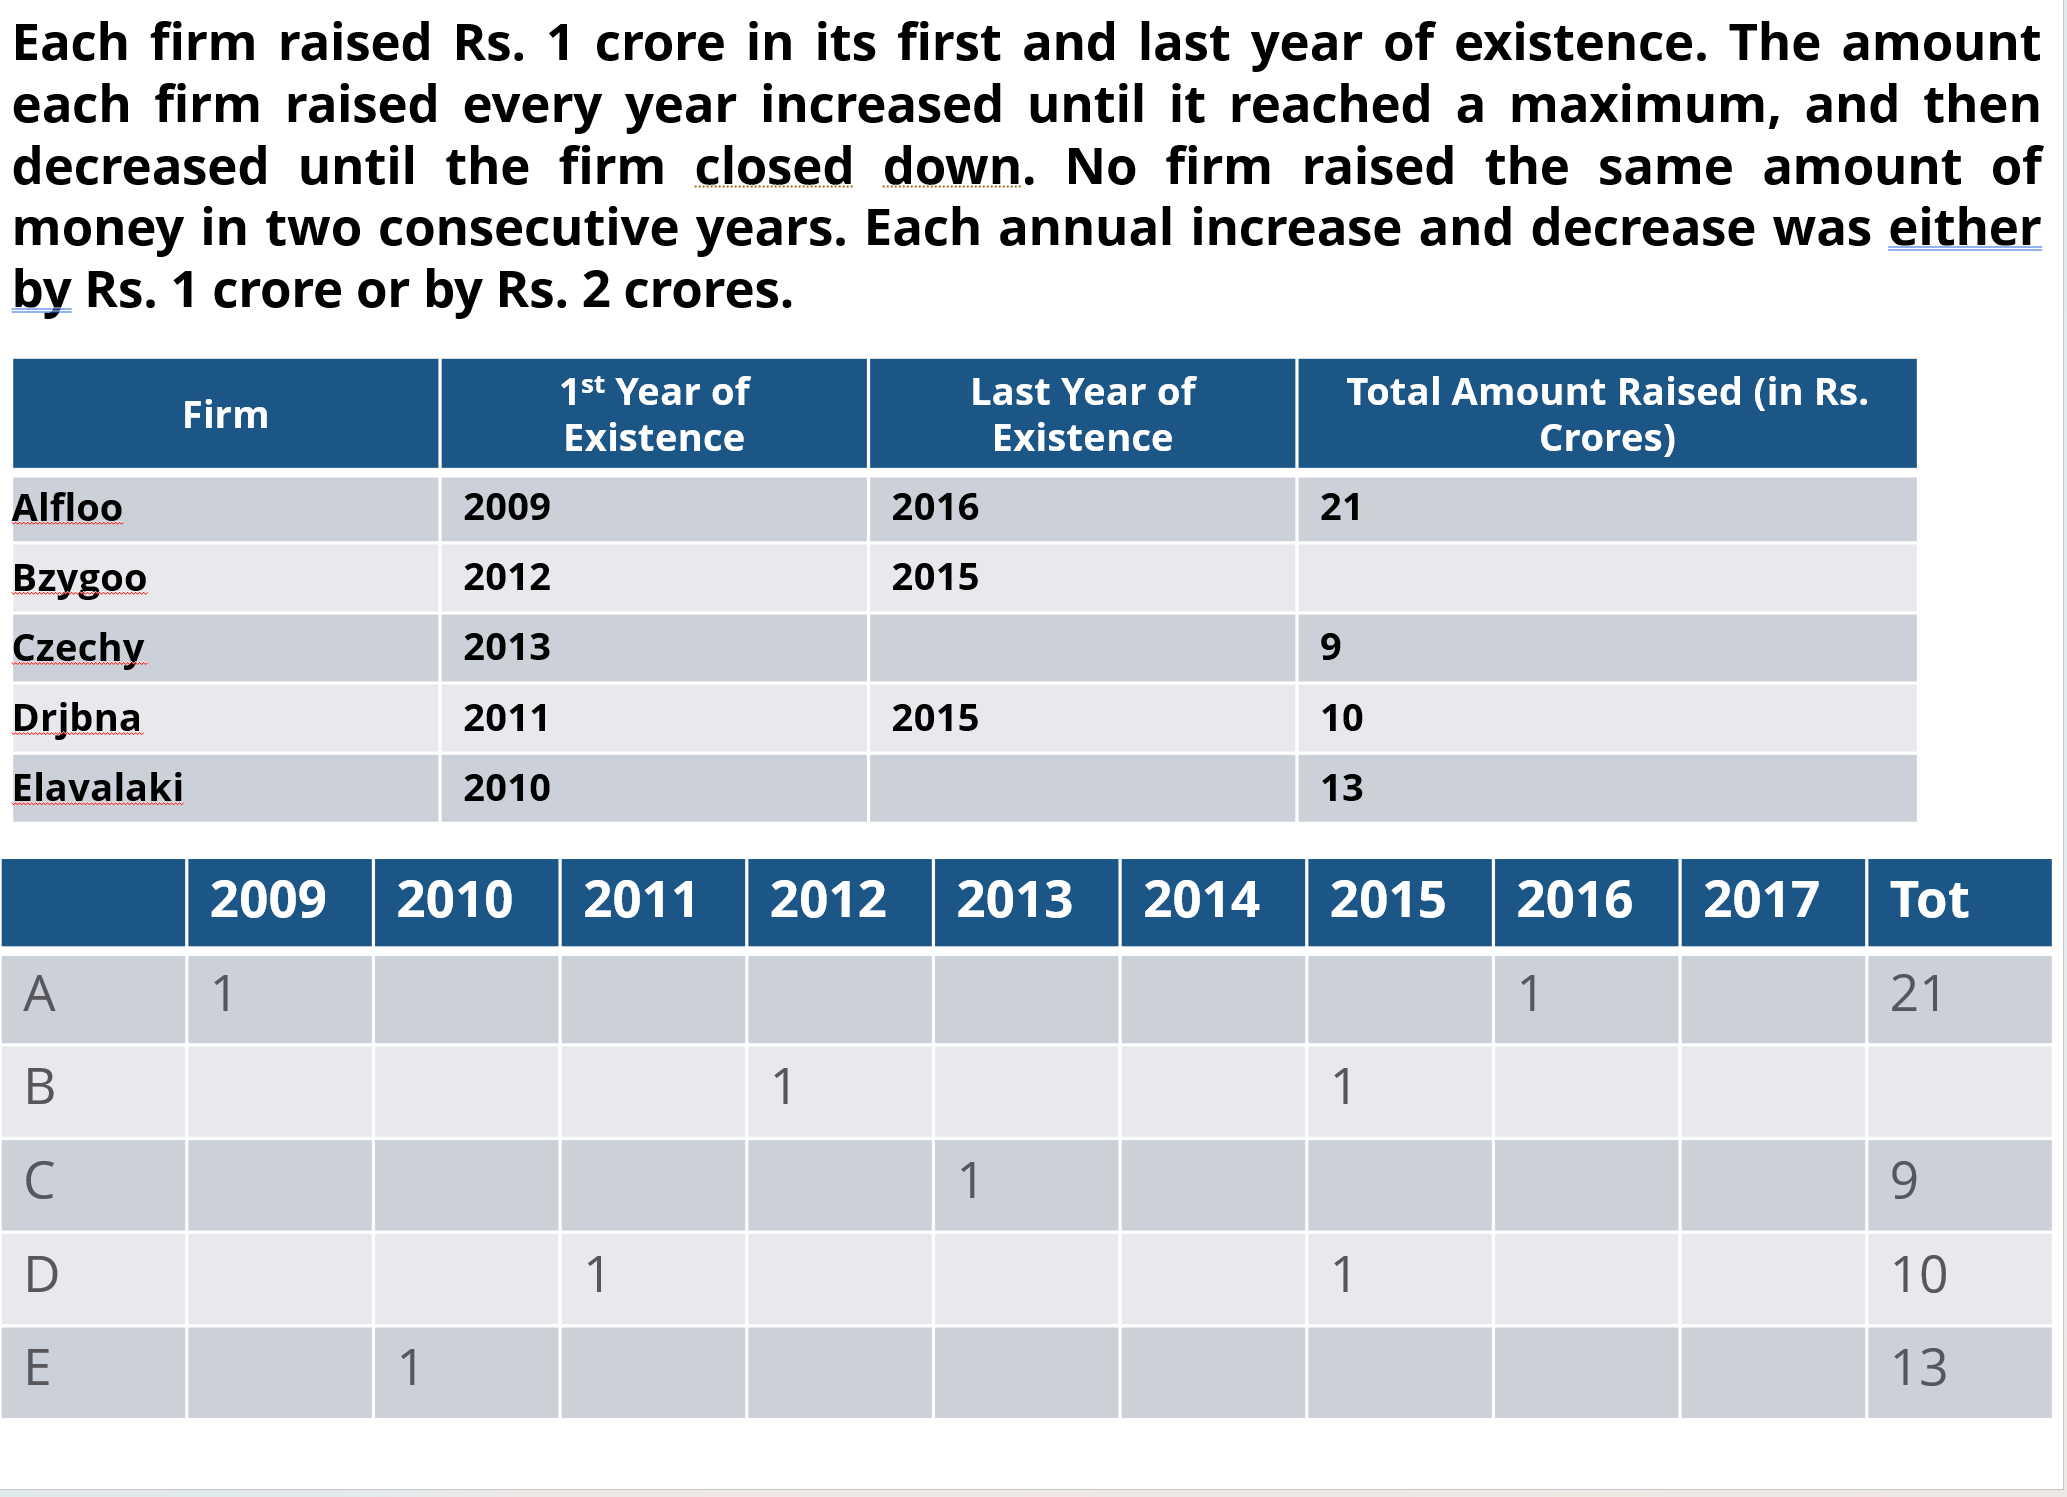 Each firm raised Rs. 1 crore in its first and last year of existence. The amount
each firm raised every year increased until it reached a maximum, and then
decreased until the firm closed down. No firm raised the same amount of
money in two consecutive years. Each annual increase and decrease was either
by Rs. 1 crore or by Rs. 2 crores.
Firm 1st Year of Existence Last Year of Existence Total Amount Raised (in Rs. Crores)
Alfloo 2009 2016 21
Bzygoo 2012 2015
Czechy 2013 9
Drjbna 2011 2015 10
Elavalaki 2010 13
2009 2010 2011 2012 2013 2014 2015 2016 2017 Tot
A 1 1 21
B 1 1
C 1 9
D 1 1 10
E 1 13